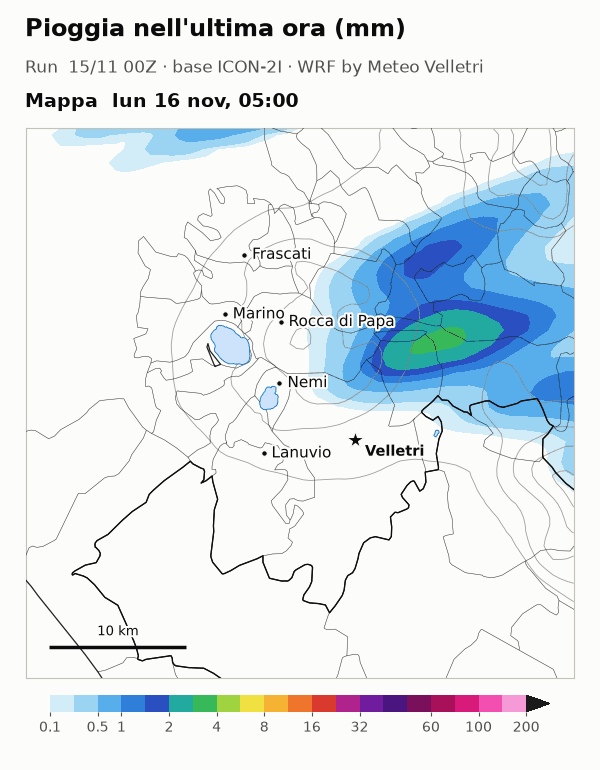 Pioggia nell'ultima ora (mm)
Run  15/11 00Z · base ICON-2I · WRF by Meteo Velletri
Mappa  lun 16 nov, 05:00
Frascati
Marino
Rocca di Papa
Nemi
Velletri
Lanuvio
10 km
0.1 0.5 1 2 4 8 16 32 60 100 200